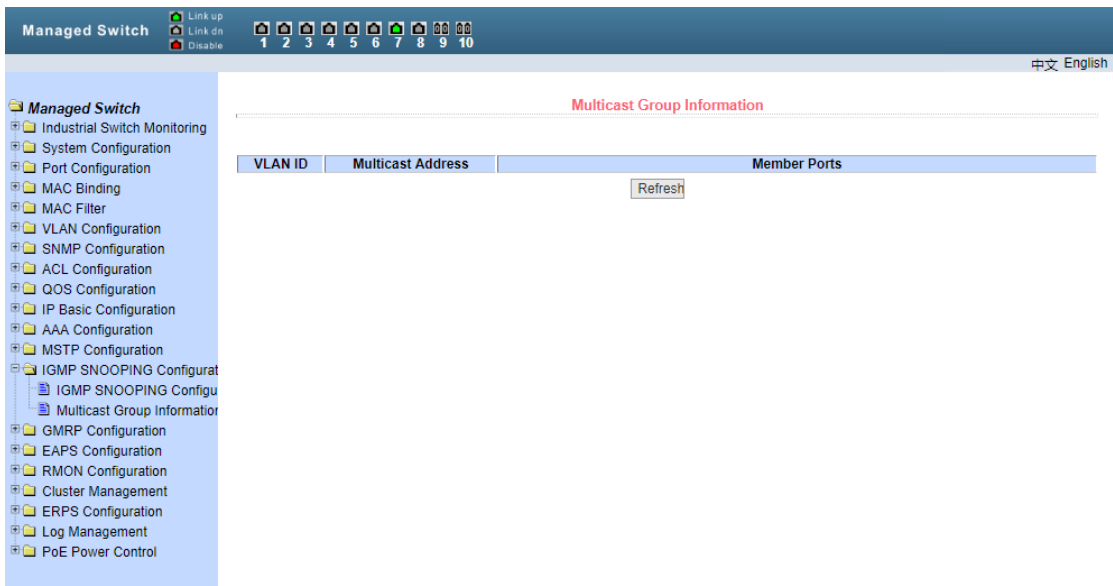 Managed Switch
Link up
Link dn
Disable
1 2 3 4 5 6 7 8 9 10
中文 English
Managed Switch
Industrial Switch Monitoring
System Configuration
Port Configuration
MAC Binding
MAC Filter
VLAN Configuration
SNMP Configuration
ACL Configuration
QOS Configuration
IP Basic Configuration
AAA Configuration
MSTP Configuration
IGMP SNOOPING Configurat
IGMP SNOOPING Configu
Multicast Group Information
GMRP Configuration
EAPS Configuration
RMON Configuration
Cluster Management
ERPS Configuration
Log Management
PoE Power Control
Multicast Group Information
VLAN ID Multicast Address Member Ports
Refresh